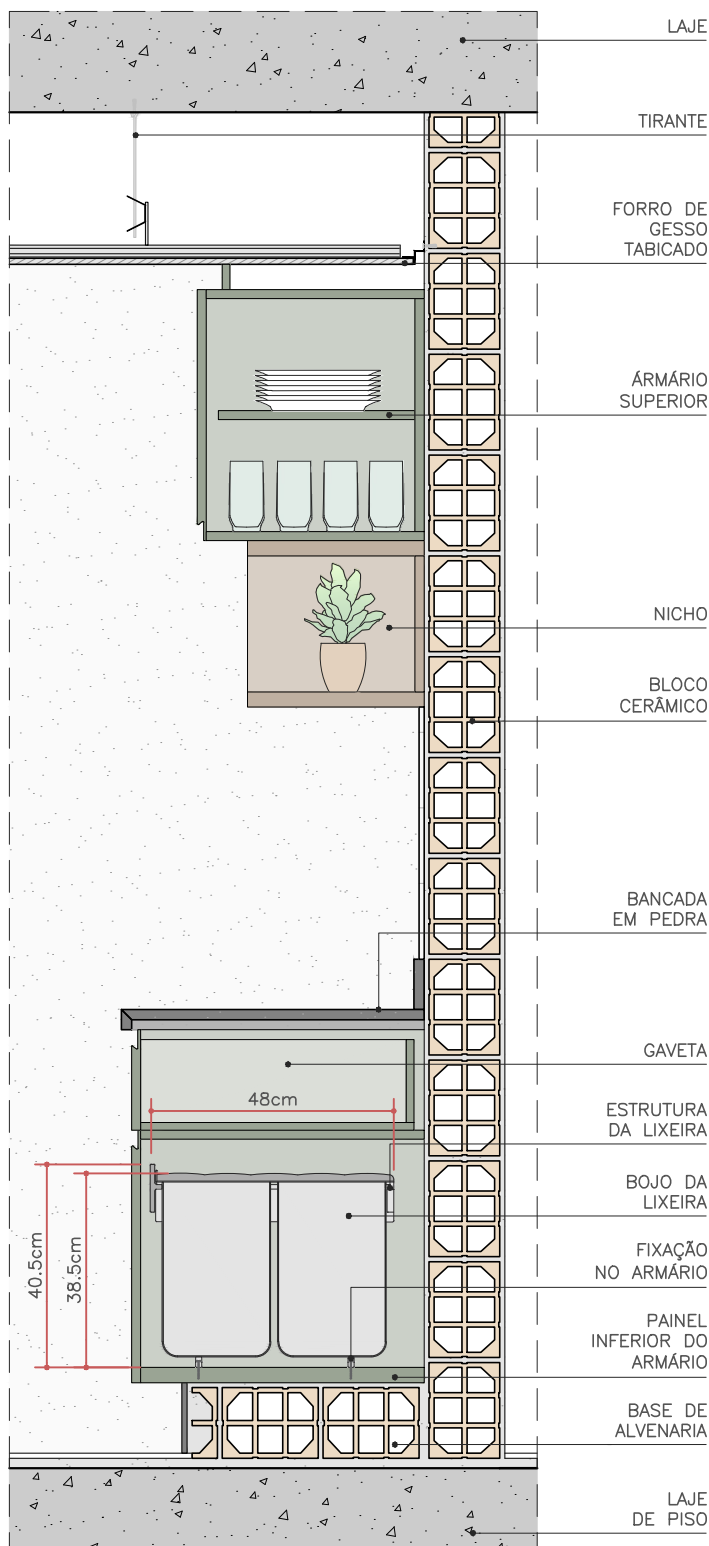 LAJE
TIRANTE
FORRO DE
GESSO
TABICADO
ÁRMÁRIO
SUPERIOR
NICHO
BLOCO
CERÂMICO
BANCADA
EM PEDRA
GAVETA
48cm
ESTRUTURA
DA LIXEIRA
BOJO DA
LIXEIRA
40.5cm
38.5cm
FIXAÇÃO
NO ARMÁRIO
PAINEL
INFERIOR DO
ARMÁRIO
BASE DE
ALVENARIA
LAJE
DE PISO